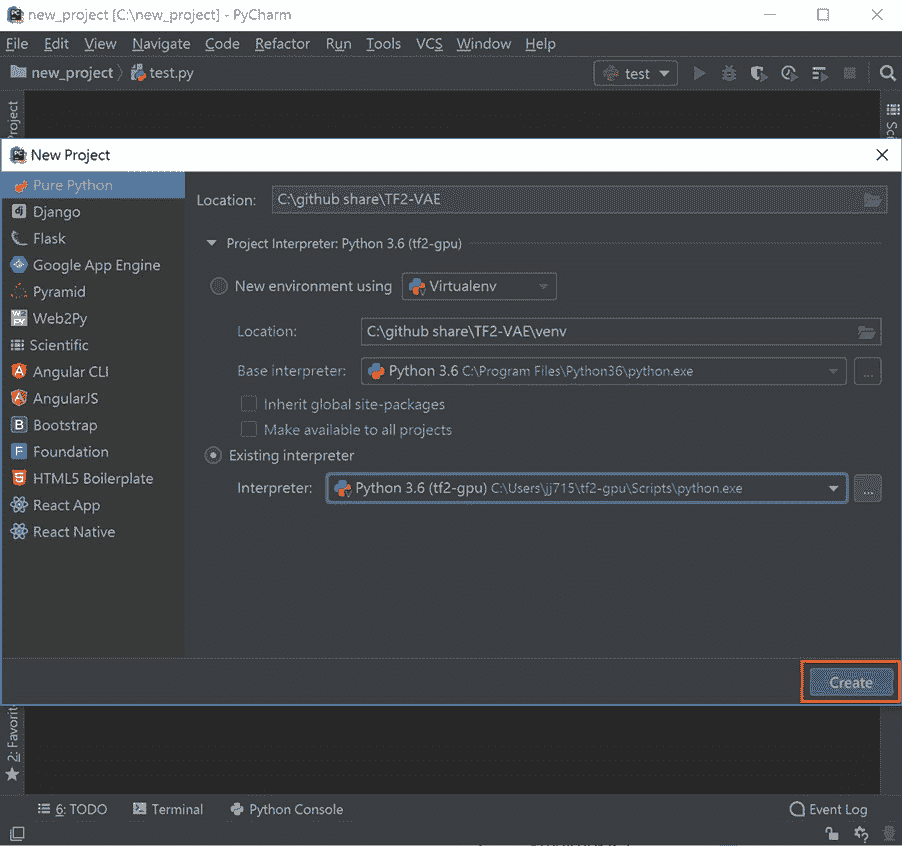 new_project [C:\new_project] - PyCharm
File Edit View Navigate Code Refactor Run Tools VCS Window Help
new_project test.py test
Project
New Project
Pure Python
Django
Flask
Google App Engine
Pyramid
Web2Py
Scientific
Angular CLI
AngularJS
Bootstrap
Foundation
HTML5 Boilerplate
React App
React Native
Location: C:\github share\TF2-VAE
Project Interpreter: Python 3.6 (tf2-gpu)
New environment using Virtualenv
Location: C:\github share\TF2-VAE\venv
Base interpreter: Python 3.6 C:\Program Files\Python36\python.exe ...
Inherit global site-packages
Make available to all projects
Existing interpreter
Interpreter: Python 3.6 (tf2-gpu) C:\Users\jj715\tf2-gpu\Scripts\python.exe ...
Create
2: Favorit
6: TODO Terminal Python Console Event Log